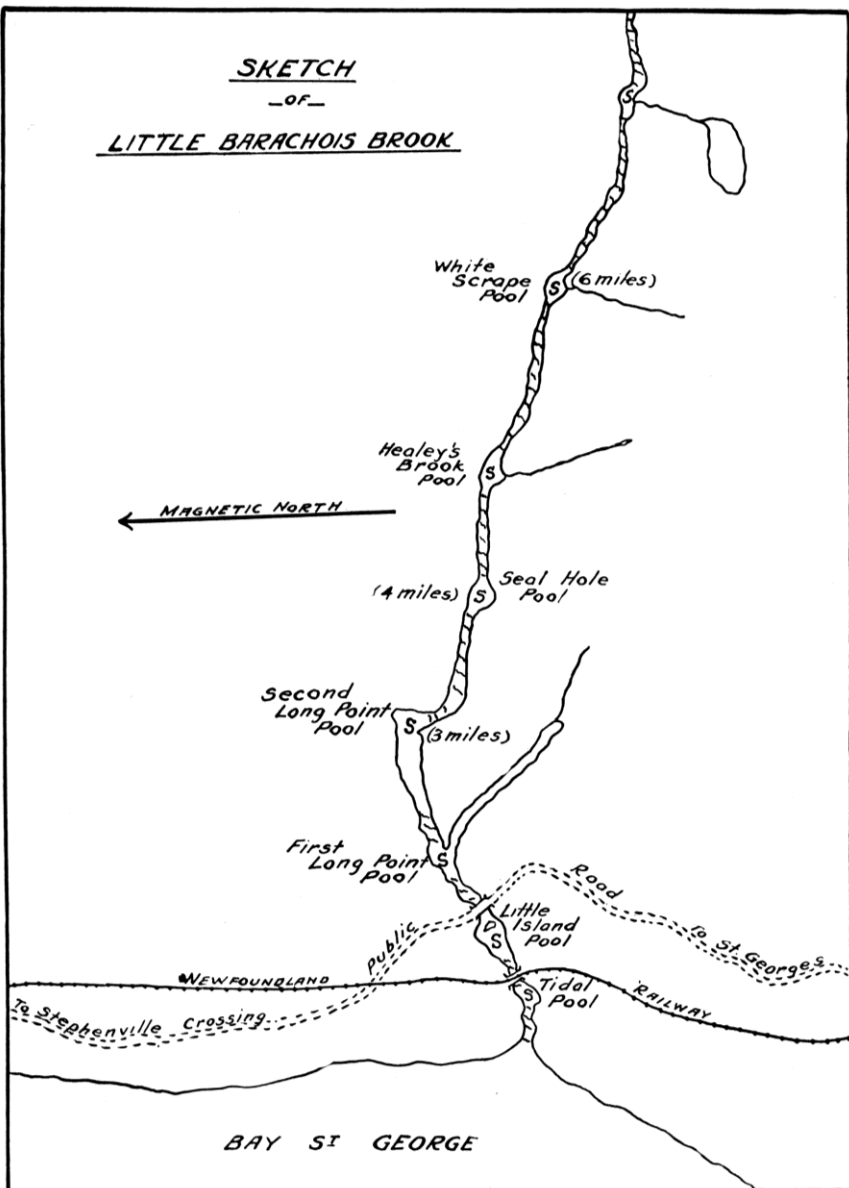 SKETCH
_OF_
LITTLE BARACHOIS BROOK
S
White
Scrape
Pool
S
(6 miles)
Healey's
Brook
Pool
S
MAGNETIC NORTH
(4 miles)
S
Seal Hole
Pool
Second
Long Point
Pool
S
(3 miles)
First
Long Point
Pool
S
Public
Road
To St Georges
Little
Island
Pool
S
NEWFOUNDLAND
RAILWAY
Tidal
Pool
S
To Stephenville Crossing
BAY ST GEORGE